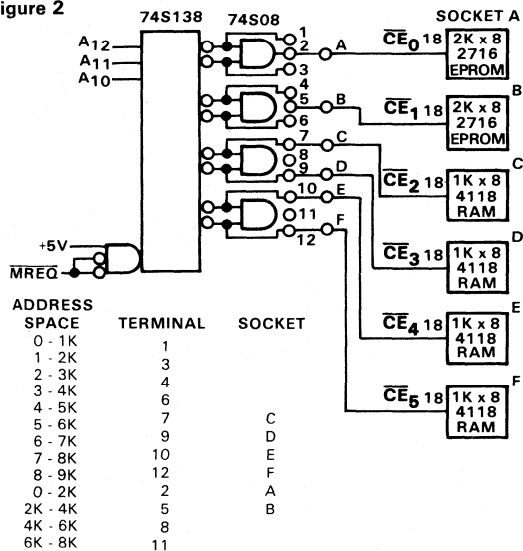 igure 2
74S138 74S08 SOCKET A
A12
A11
A10
+5V
MREQ
1
2 A
3
4
5 B
6
7 C
8
9 D
10 E
11
12 F
CE0 18 2K x 8
2716
EPROM
B
CE1 18 2K x 8
2716
EPROM
C
CE2 18 1K x 8
4118
RAM
D
CE3 18 1K x 8
4118
RAM
E
CE4 18 1K x 8
4118
RAM
F
CE5 18 1K x 8
4118
RAM
ADDRESS
SPACE TERMINAL SOCKET
0 - 1K 1
1 - 2K 3
2 - 3K 4
3 - 4K 6
4 - 5K 7 C
5 - 6K 9 D
6 - 7K 10 E
7 - 8K 12 F
8 - 9K 2 A
0 - 2K 5 B
2K - 4K 8
4K - 6K 11
6K - 8K